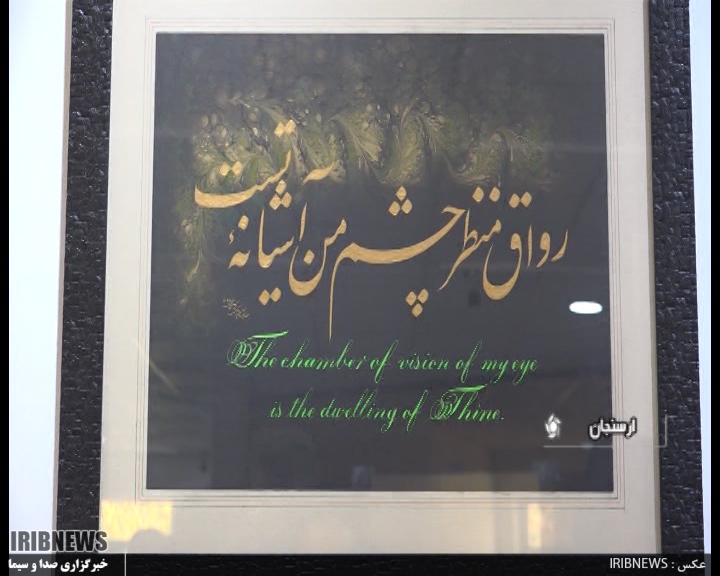 رواق منظر چشم من آشیانهٔ تست
The chamber of vision of my eye
is the dwelling of Thine.
ارسنجان
IRIBNEWS
خبرگزاری صدا و سیما
عکس : IRIBNEWS